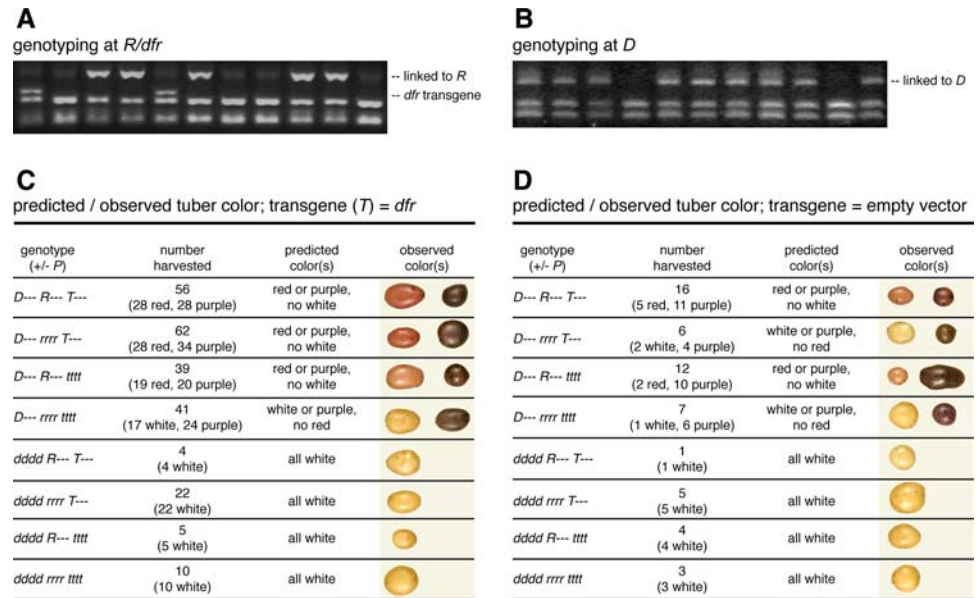 A
genotyping at R/dfr
-- linked to R
-- dfr transgene
B
genotyping at D
-- linked to D
C
predicted / observed tuber color; transgene (T) = dfr
genotype (+/- P) number harvested predicted color(s) observed color(s)
D--- R--- T--- 56 (28 red, 28 purple) red or purple, no white
D--- rrrr T--- 62 (28 red, 34 purple) red or purple, no white
D--- R--- tttt 39 (19 red, 20 purple) red or purple, no white
D--- rrrr tttt 41 (17 white, 24 purple) white or purple, no red
dddd R--- T--- 4 (4 white) all white
dddd rrrr T--- 22 (22 white) all white
dddd R--- tttt 5 (5 white) all white
dddd rrrr tttt 10 (10 white) all white
D
predicted / observed tuber color; transgene = empty vector
genotype (+/- P) number harvested predicted color(s) observed color(s)
D--- R--- T--- 16 (5 red, 11 purple) red or purple, no white
D--- rrrr T--- 6 (2 white, 4 purple) white or purple, no red
D--- R--- tttt 12 (2 red, 10 purple) red or purple, no white
D--- rrrr tttt 7 (1 white, 6 purple) white or purple, no red
dddd R--- T--- 1 (1 white) all white
dddd rrrr T--- 5 (5 white) all white
dddd R--- tttt 4 (4 white) all white
dddd rrrr tttt 3 (3 white) all white